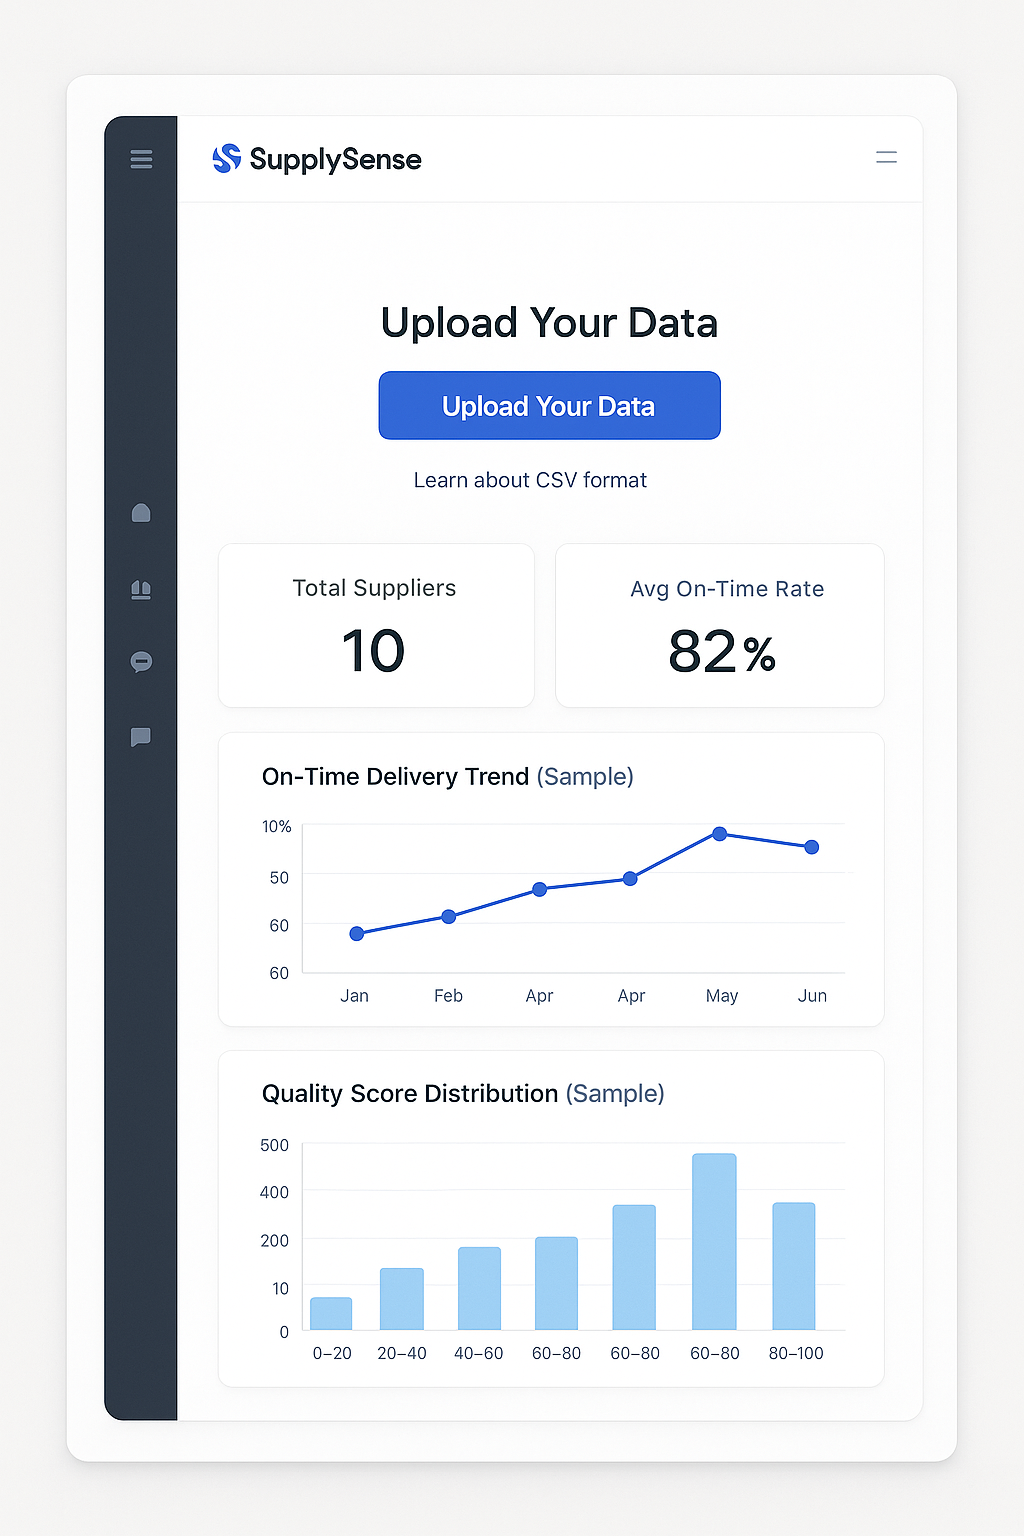 SupplySense
Upload Your Data
Upload Your Data
Learn about CSV format
Total Suppliers
10
Avg On-Time Rate
82%
On-Time Delivery Trend (Sample)
10%
50
60
60
Jan Feb Apr Apr May Jun
Quality Score Distribution (Sample)
500
400
200
10
0
0–20 20–40 40–60 60–80 60–80 60–80 80–100